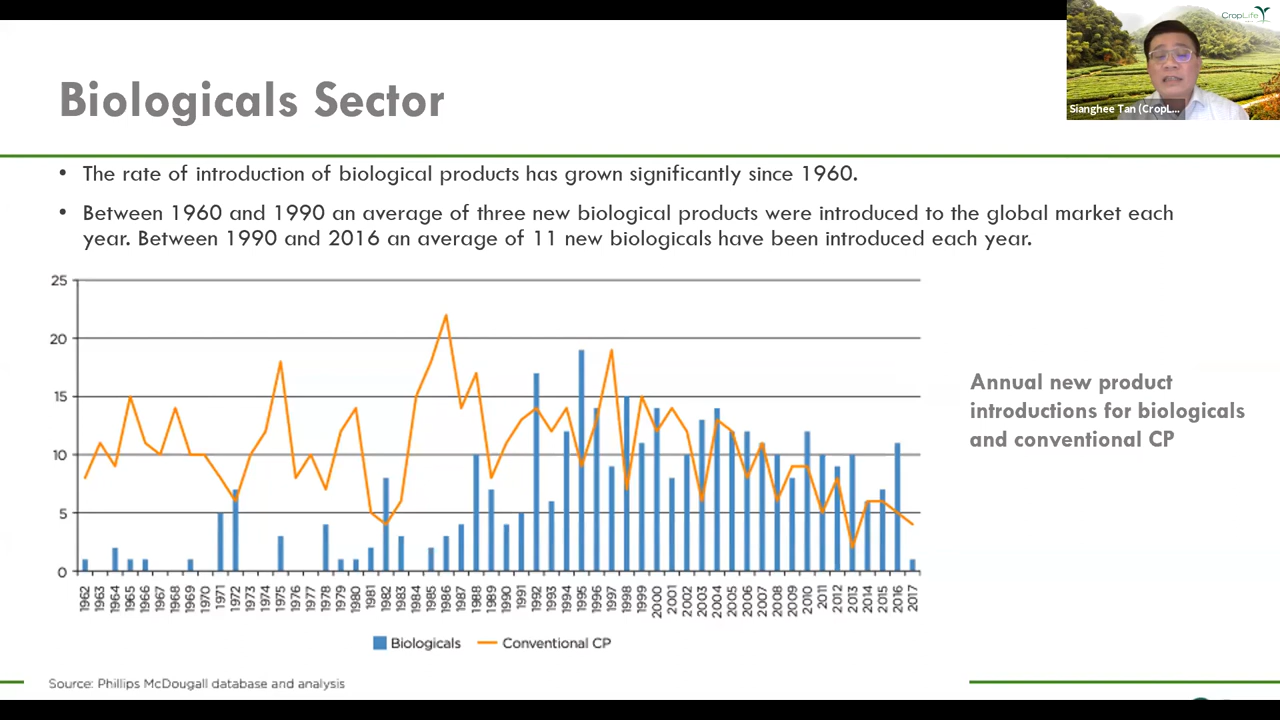 CropLife
Sianghee Tan (CropL...
Biologicals Sector
• The rate of introduction of biological products has grown significantly since 1960.
• Between 1960 and 1990 an average of three new biological products were introduced to the global market each
year. Between 1990 and 2016 an average of 11 new biologicals have been introduced each year.
25
20
15
10
5
0
1962 1963 1964 1965 1966 1967 1968 1969 1970 1971 1972 1973 1974 1975 1976 1977 1978 1979 1980 1981 1982 1983 1984 1985 1986 1987 1988 1989 1990 1991 1992 1993 1994 1995 1996 1997 1998 1999 2000 2001 2002 2003 2004 2005 2006 2007 2008 2009 2010 2011 2012 2013 2014 2015 2016 2017
Biologicals Conventional CP
Annual new product
introductions for biologicals
and conventional CP
Source: Phillips McDougall database and analysis